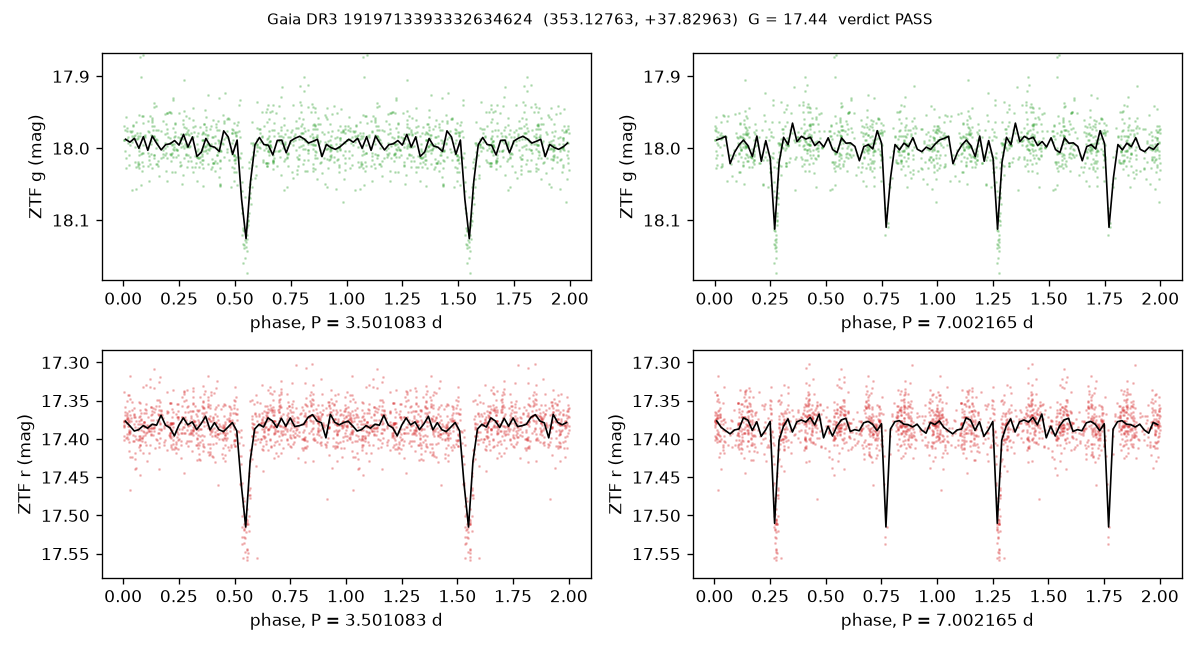 Gaia DR3 1919713393332634624 (353.12763, +37.82963) G = 17.44 verdict PASS
ZTF g (mag)
17.9
18.0
18.1
0.00 0.25 0.50 0.75 1.00 1.25 1.50 1.75 2.00
phase, P = 3.501083 d
ZTF g (mag)
17.9
18.0
18.1
0.00 0.25 0.50 0.75 1.00 1.25 1.50 1.75 2.00
phase, P = 7.002165 d
ZTF r (mag)
17.30
17.35
17.40
17.45
17.50
17.55
0.00 0.25 0.50 0.75 1.00 1.25 1.50 1.75 2.00
phase, P = 3.501083 d
ZTF r (mag)
17.30
17.35
17.40
17.45
17.50
17.55
0.00 0.25 0.50 0.75 1.00 1.25 1.50 1.75 2.00
phase, P = 7.002165 d